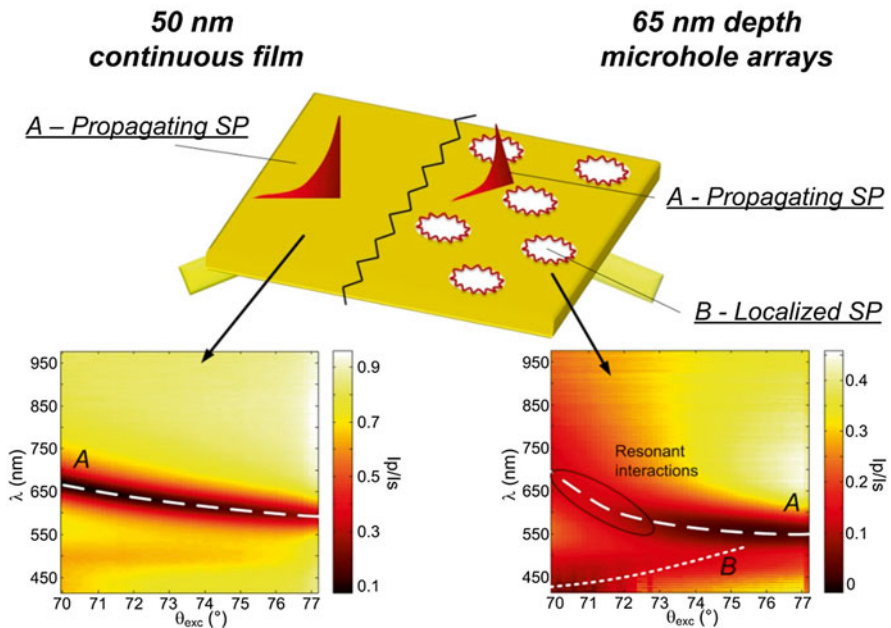 50 nm
continuous film
65 nm depth
microhole arrays
A – Propagating SP
A - Propagating SP
B - Localized SP
950
850
750
650
550
450
λ (nm)
A
70 71 72 73 74 75 76 77
θexc (°)
0.9
0.7
0.5
0.3
0.1
Ip/Is
950
850
750
650
550
450
λ (nm)
Resonant
interactions
A
B
70 71 72 73 74 75 76 77
θexc (°)
0.4
0.3
0.2
0.1
0
Ip/Is